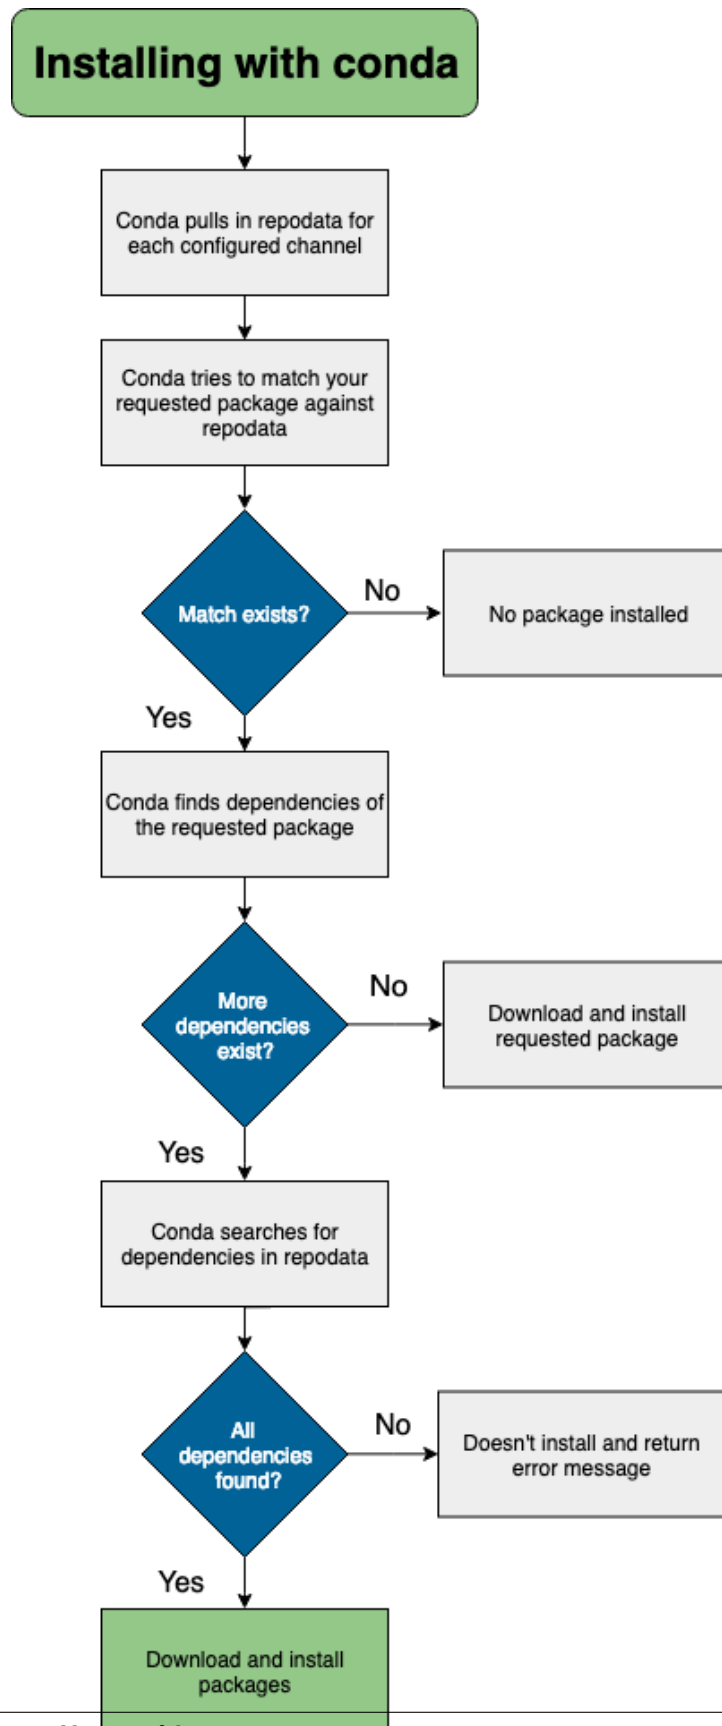 Installing with conda
Conda pulls in repodata for
each configured channel
Conda tries to match your
requested package against
repodata
Match exists?
No
No package installed
Yes
Conda finds dependencies of
the requested package
More
dependencies
exist?
No
Download and install
requested package
Yes
Conda searches for
dependencies in repodata
All
dependencies
found?
No
Doesn't install and return
error message
Yes
Download and install
packages